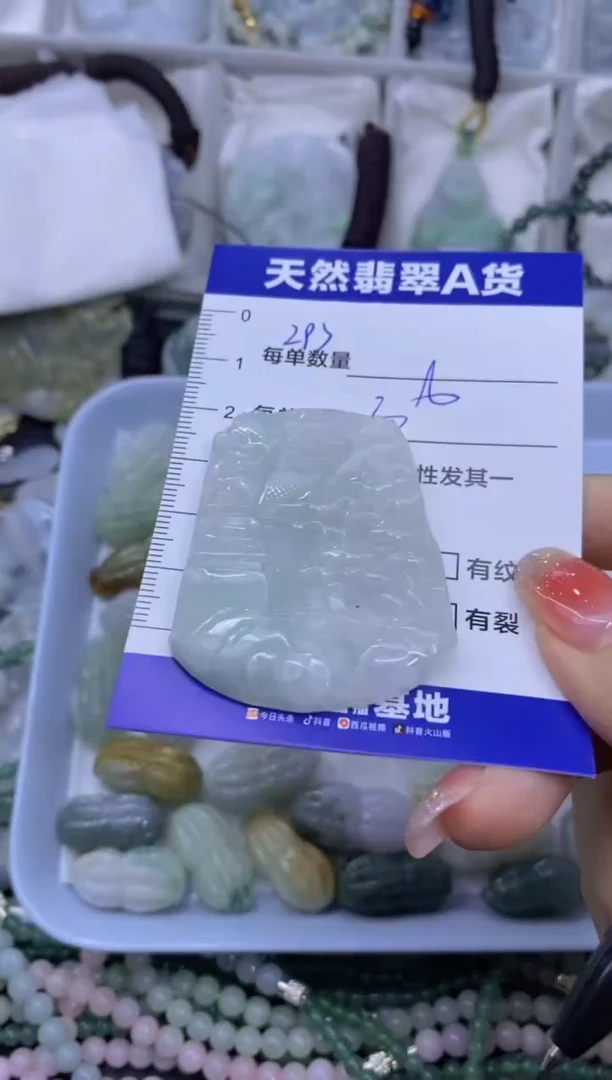 天然翡翠A货
0
每单数量
1
2
性发其一
有纹
有裂
基地
今日头条 抖音 西瓜视频 抖音火山版